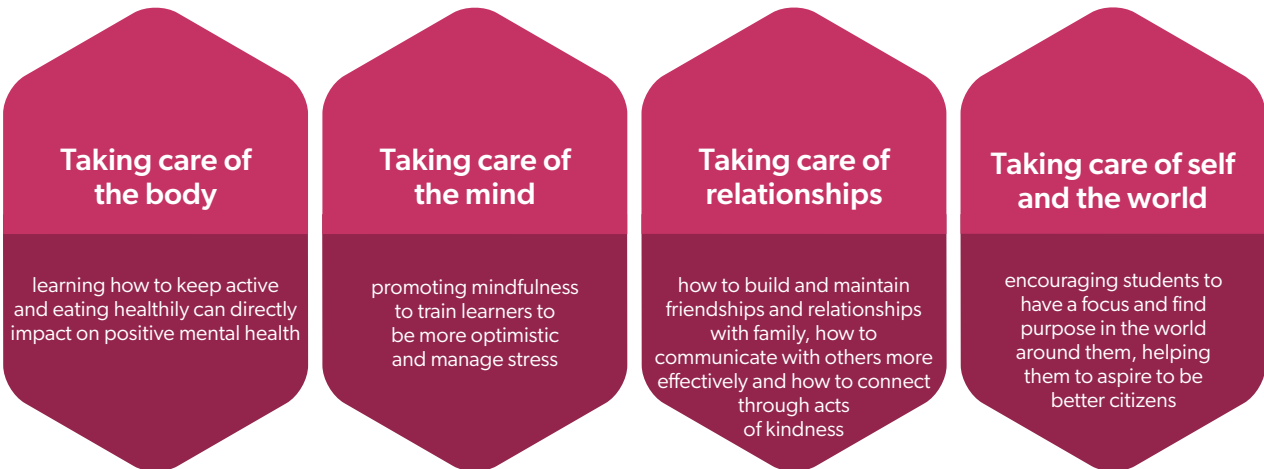 Taking care of
the body
learning how to keep active
and eating healthily can directly
impact on positive mental health
Taking care of
the mind
promoting mindfulness
to train learners to
be more optimistic
and manage stress
Taking care of
relationships
how to build and maintain
friendships and relationships
with family, how to
communicate with others more
effectively and how to connect
through acts
of kindness
Taking care of self
and the world
encouraging students to
have a focus and find
purpose in the world
around them, helping
them to aspire to be
better citizens